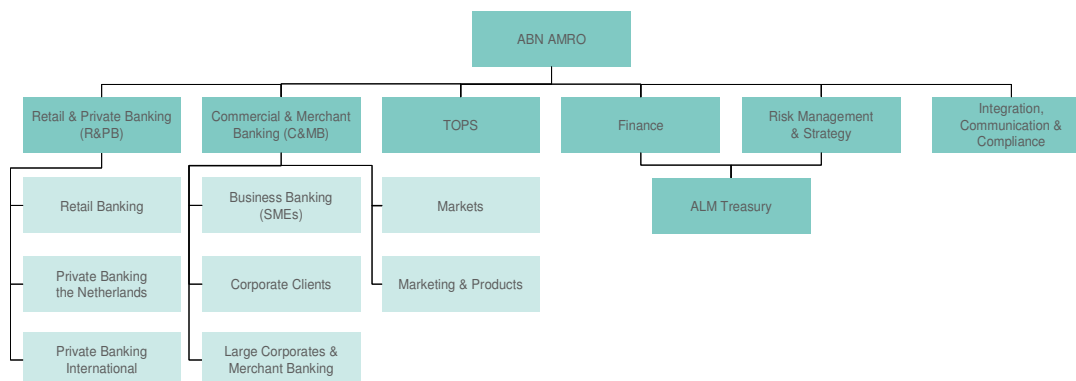 ABN AMRO
Retail & Private Banking
(R&PB)
Commercial & Merchant
Banking (C&MB)
TOPS
Finance
Risk Management
& Strategy
Integration,
Communication &
Compliance
Retail Banking
Business Banking
(SMEs)
Markets
ALM Treasury
Private Banking
the Netherlands
Corporate Clients
Marketing & Products
Private Banking
International
Large Corporates &
Merchant Banking